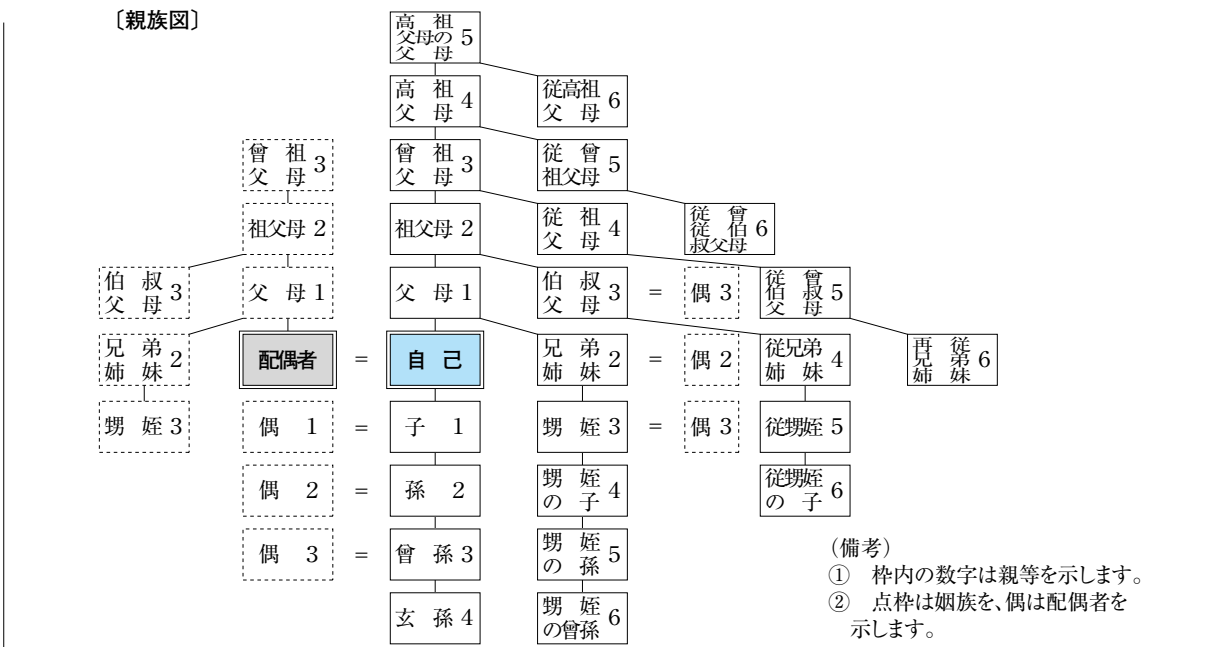 〔親族図〕
高祖
父母の 5
父母
高祖
父母 4
従高祖
父母 6
曾祖
父母 3
曾祖
父母 3
従曾
祖父母 5
祖父母 2
祖父母 2
従祖
父母 4
従曾
従伯 6
叔父母
伯叔
父母 3
父母 1
父母 1
伯叔
父母 3
=
偶 3
従曾
伯叔 5
父母
兄弟
姉妹 2
配偶者
=
自己
兄弟
姉妹 2
=
偶 2
従兄弟
姉妹 4
再従
兄弟 6
姉妹
甥姪 3
偶 1
=
子 1
甥姪 3
=
偶 3
従甥姪 5
偶 2
=
孫 2
甥姪
の子 4
従甥姪
の子 6
偶 3
=
曾孫 3
甥姪
の孫 5
玄孫 4
甥姪
の曾孫 6
(備考)
① 枠内の数字は親等を示します。
② 点枠は姻族を、偶は配偶者を
示します。